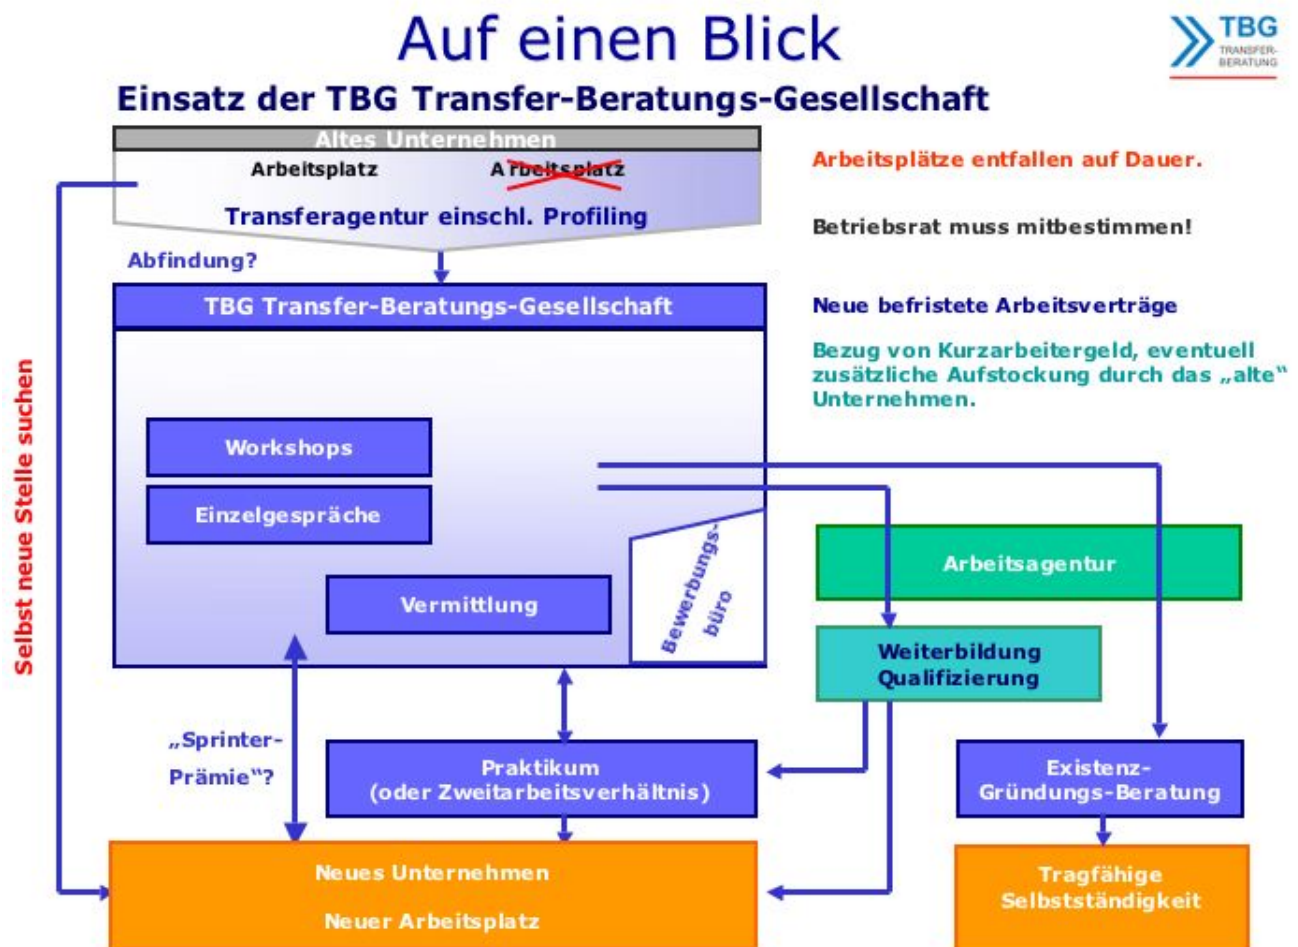 Auf einen Blick
TBG
TRANSFER-
BERATUNG
Einsatz der TBG Transfer-Beratungs-Gesellschaft
Altes Unternehmen
Arbeitsplatz
Arbeitsplatz
Transferagentur einschl. Profiling
Arbeitsplätze entfallen auf Dauer.
Betriebsrat muss mitbestimmen!
Abfindung?
TBG Transfer-Beratungs-Gesellschaft
Neue befristete Arbeitsverträge
Bezug von Kurzarbeitergeld, eventuell
zusätzliche Aufstockung durch das „alte“
Unternehmen.
Selbst neue Stelle suchen
Workshops
Einzelgespräche
Vermittlung
Bewerbungs-
büro
Arbeitsagentur
Weiterbildung
Qualifizierung
„Sprinter-
Prämie“?
Praktikum
(oder Zweitarbeitsverhältnis)
Existenz-
Gründungs-Beratung
Neues Unternehmen
Neuer Arbeitsplatz
Tragfähige
Selbstständigkeit